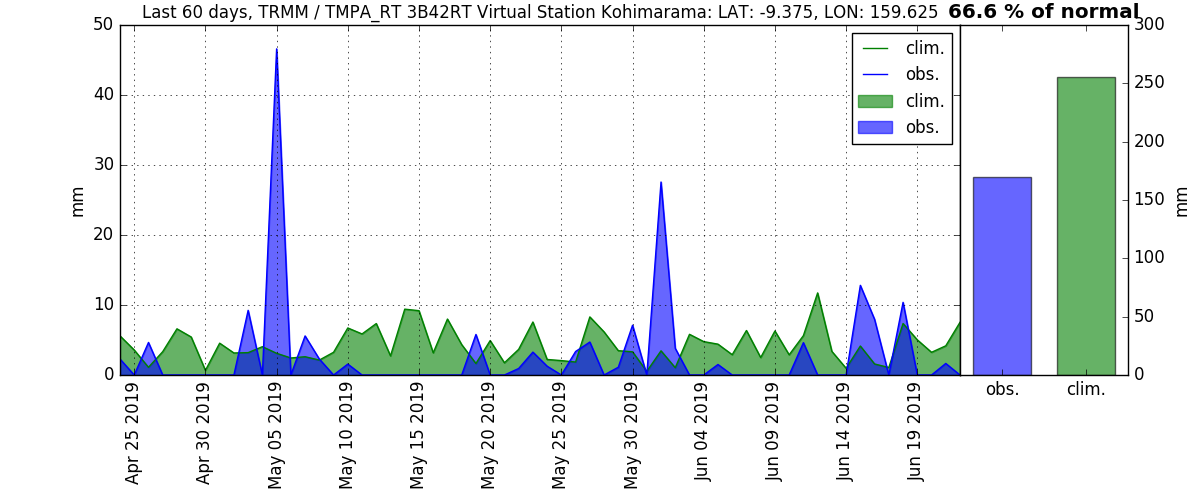 Last 60 days, TRMM / TMPA_RT 3B42RT Virtual Station Kohimarama: LAT: -9.375, LON: 159.625 66.6 % of normal
50
40
30
20
10
0
mm
clim.
obs.
clim.
obs.
Apr 25 2019
Apr 30 2019
May 05 2019
May 10 2019
May 15 2019
May 20 2019
May 25 2019
May 30 2019
Jun 04 2019
Jun 09 2019
Jun 14 2019
Jun 19 2019
300
250
200
150
100
50
0
mm
obs.
clim.